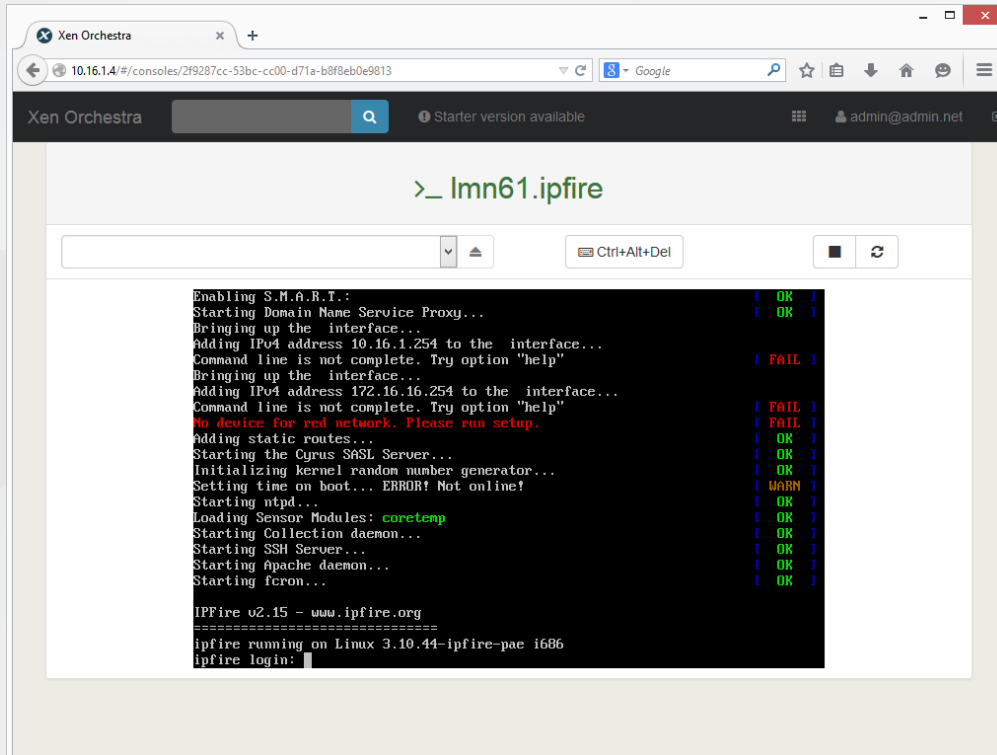 Xen Orchestra
10.16.1.4/#/consoles/2f9287cc-53bc-cc00-d71a-b8f8eb0e9813
8 Google
Xen Orchestra
Starter version available
admin@admin.net
>_ lmn61.ipfire
Ctrl+Alt+Del
Enabling S.M.A.R.T.: [ OK ]
Starting Domain Name Service Proxy... [ OK ]
Bringing up the  interface...
Adding IPv4 address 10.16.1.254 to the  interface...
Command line is not complete. Try option "help" [ FAIL ]
Bringing up the  interface...
Adding IPv4 address 172.16.16.254 to the  interface...
Command line is not complete. Try option "help" [ FAIL ]
No device for red network. Please run setup. [ FAIL ]
Adding static routes... [ OK ]
Starting the Cyrus SASL Server... [ OK ]
Initializing kernel random number generator... [ OK ]
Setting time on boot... ERROR! Not online! [ WARN ]
Starting ntpd... [ OK ]
Loading Sensor Modules: coretemp [ OK ]
Starting Collection daemon... [ OK ]
Starting SSH Server... [ OK ]
Starting Apache daemon... [ OK ]
Starting fcron... [ OK ]
IPFire v2.15 - www.ipfire.org
===============================
ipfire running on Linux 3.10.44-ipfire-pae i686
ipfire login: